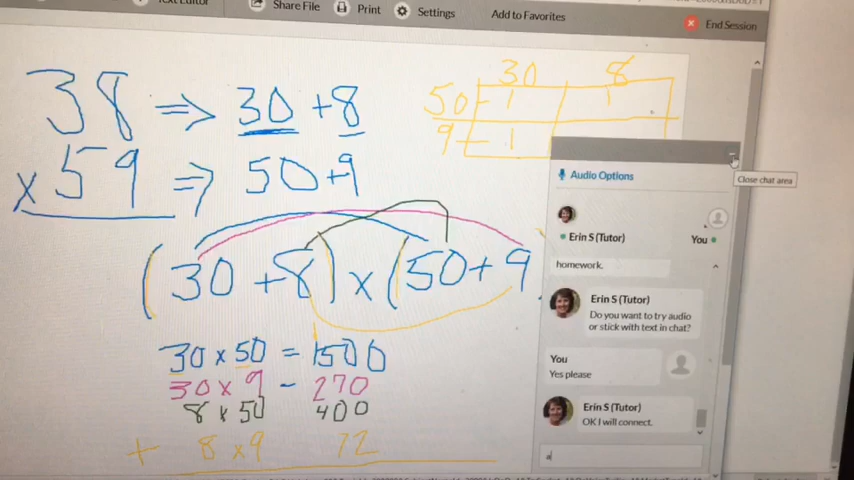 Text Editor
Share File
Print
Settings
Add to Favorites
End Session
38 => 30 + 8
x 59 => 50+9
30 8
50
9
(30 + 8) x (50 + 9
30 x 50 = 1500
30 x 9 - 270
8 x 50 400
+ 8 x 9 72
Close chat area
Audio Options
Erin S (Tutor)
You
homework.
Erin S (Tutor)
Do you want to try audio
or stick with text in chat?
You
Yes please
Erin S (Tutor)
OK I will connect.
a